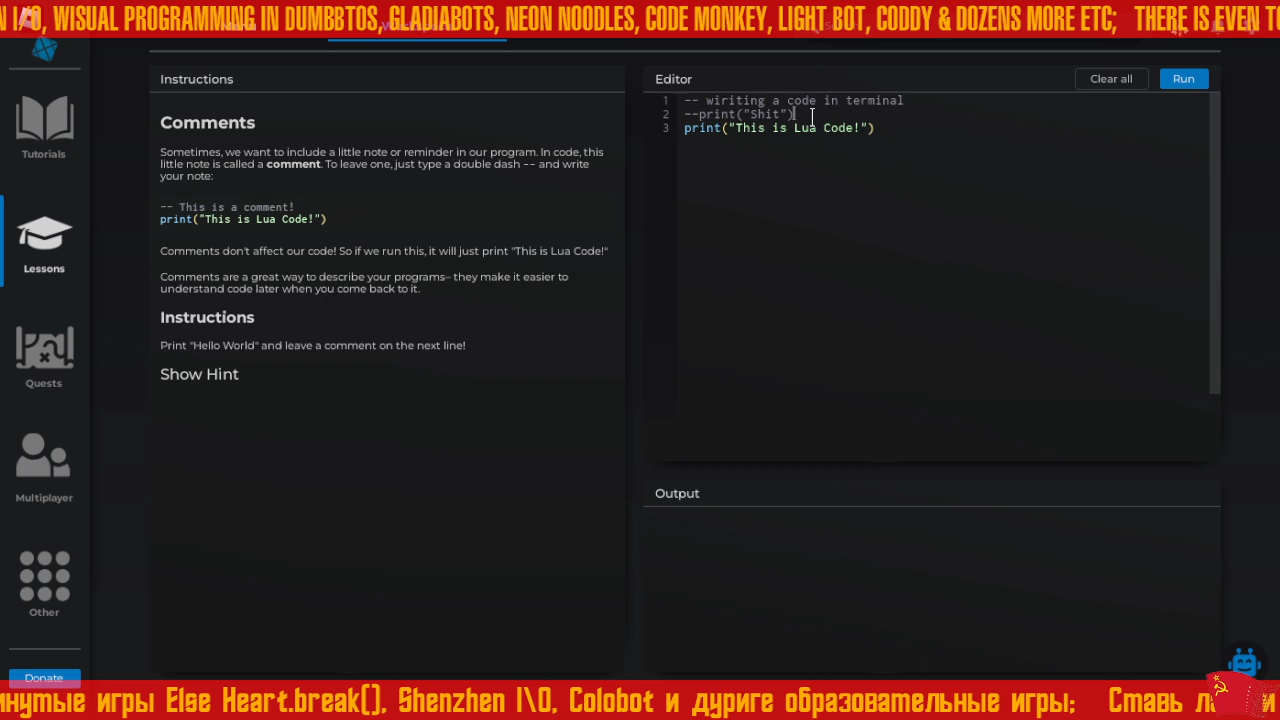 N I\O, WISUAL PROGRAMMING IN DUMBBTOS, GLADIABOTS, NEON NOODLES, CODE MONKEY, LIGHT BOT, CODDY & DOZENS MORE ETC; THERE IS EVEN TO
Instructions
Editor
Clear all
Run
Tutorials
Lessons
Quests
Multiplayer
Other
Donate
Comments
Sometimes, we want to include a little note or reminder in our program. In code, this
little note is called a comment. To leave one, just type a double dash -- and write
your note:
-- This is a comment!
print("This is Lua Code!")
Comments don't affect our code! So if we run this, it will just print "This is Lua Code!"
Comments are a great way to describe your programs– they make it easier to
understand code later when you come back to it.
Instructions
Print "Hello World" and leave a comment on the next line!
Show Hint
1 -- wiriting a code in terminal
2 --print("Shit")
3 print("This is Lua Code!")
Output
инутые игры Else Heart.break(), Shenzhen I\O, Colobot и дуриге образовательные игры; Ставь